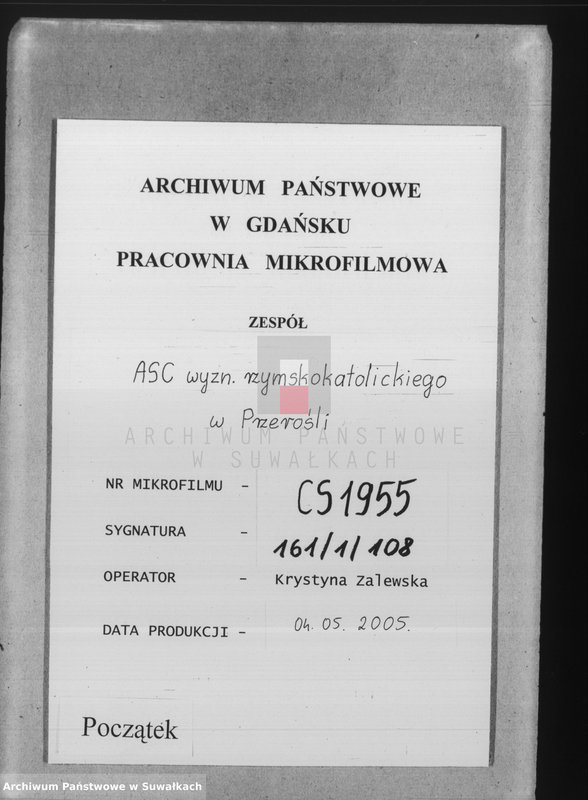 ARCHIWUM PAŃSTWOWE
W GDAŃSKU
PRACOWNIA MIKROFILMOWA
ZESPÓŁ
ASC wyzn. rzymskokatolickiego
w Przerośli
ARCHIWUM PAŃSTWOWE
W SUWAŁKACH
NR MIKROFILMU - CS1955
SYGNATURA - 161/1/108
OPERATOR - Krystyna Zalewska
DATA PRODUKCJI - 04. 05. 2005.
Początek
Archiwum Państwowe w Suwałkach